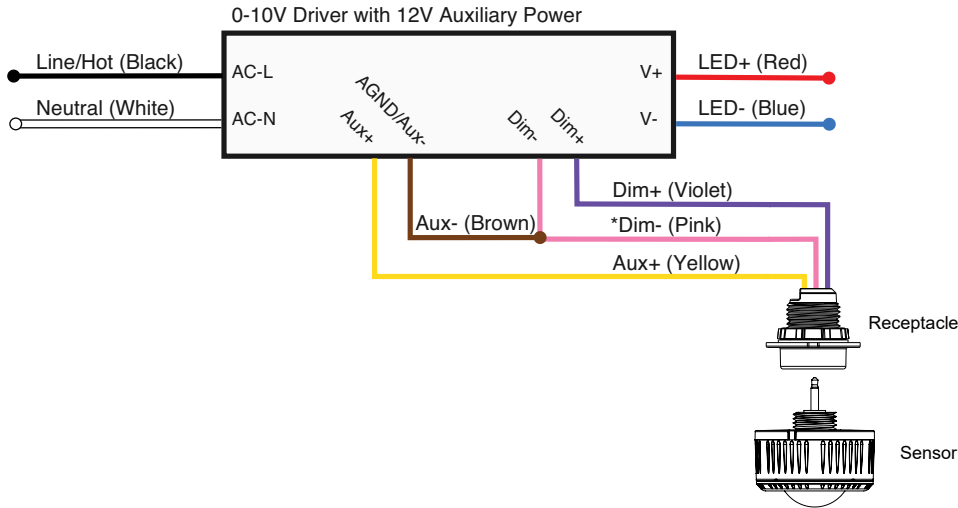 0-10V Driver with 12V Auxiliary Power
Line/Hot (Black)
AC-L
V+
LED+ (Red)
Neutral (White)
AC-N
Aux+
AGND/Aux-
Dim-
Dim+
V-
LED- (Blue)
Dim+ (Violet)
Aux- (Brown)
*Dim- (Pink)
Aux+ (Yellow)
Receptacle
Sensor